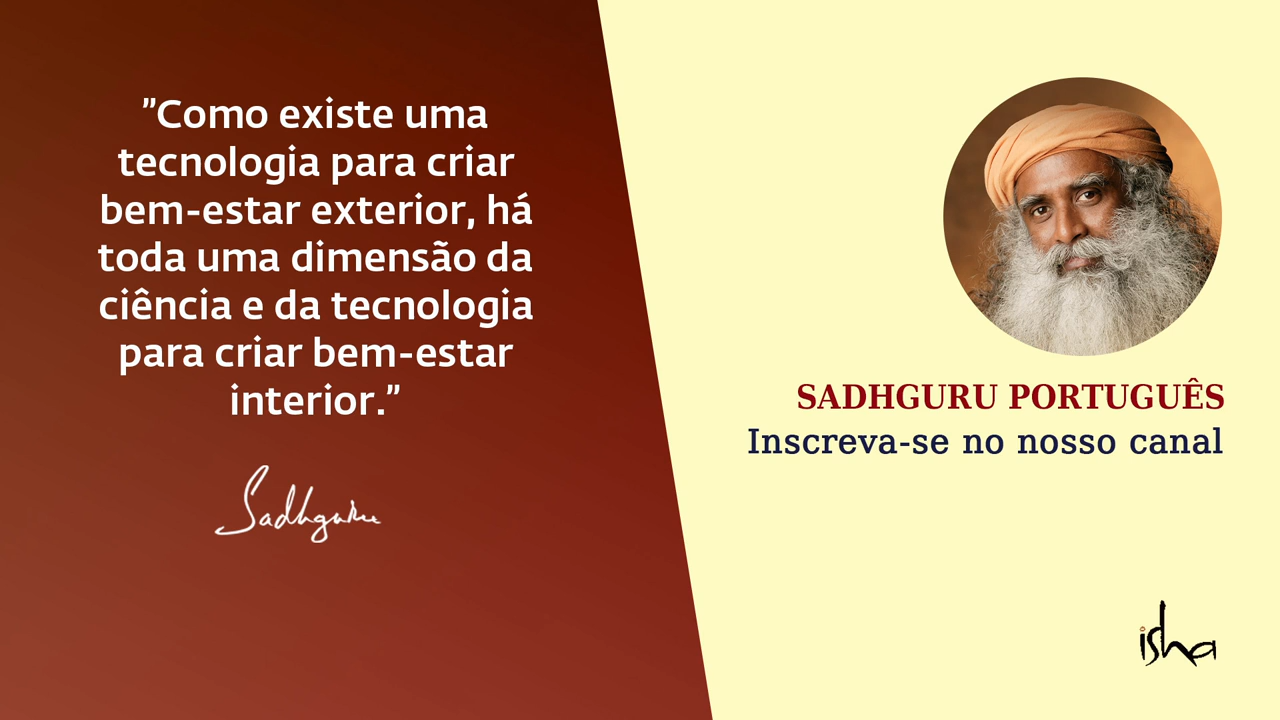 ”Como existe uma
tecnologia para criar
bem-estar exterior, há
toda uma dimensão da
ciência e da tecnologia
para criar bem-estar
interior.”
Sadhguru
SADHGURU PORTUGUÊS
Inscreva-se no nosso canal
isha